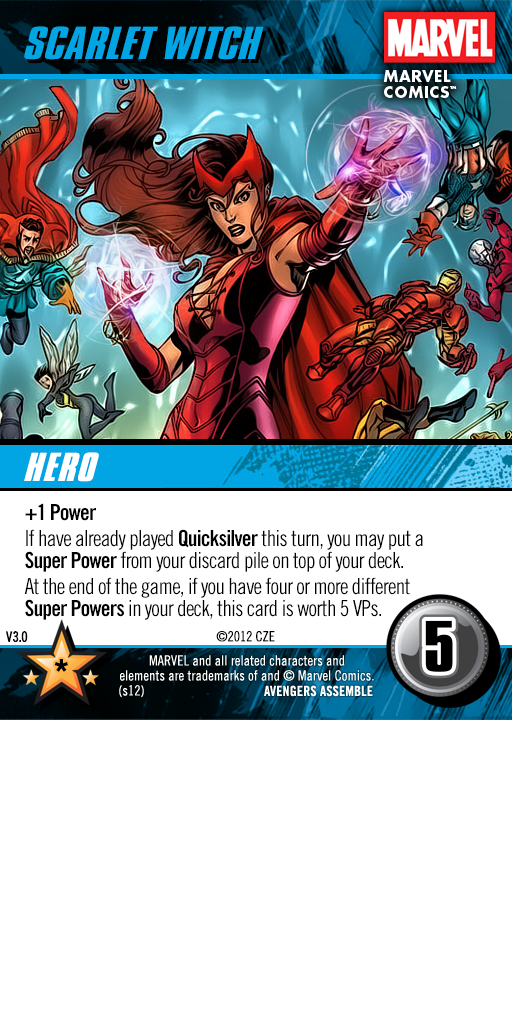 SCARLET WITCH
MARVEL
MARVEL
COMICS™
HERO
+1 Power
If have already played Quicksilver this turn, you may put a
Super Power from your discard pile on top of your deck.
At the end of the game, if you have four or more different
Super Powers in your deck, this card is worth 5 VPs.
V3.0
©2012 CZE
5
*
MARVEL and all related characters and
elements are trademarks of and © Marvel Comics.
(s12)
AVENGERS ASSEMBLE